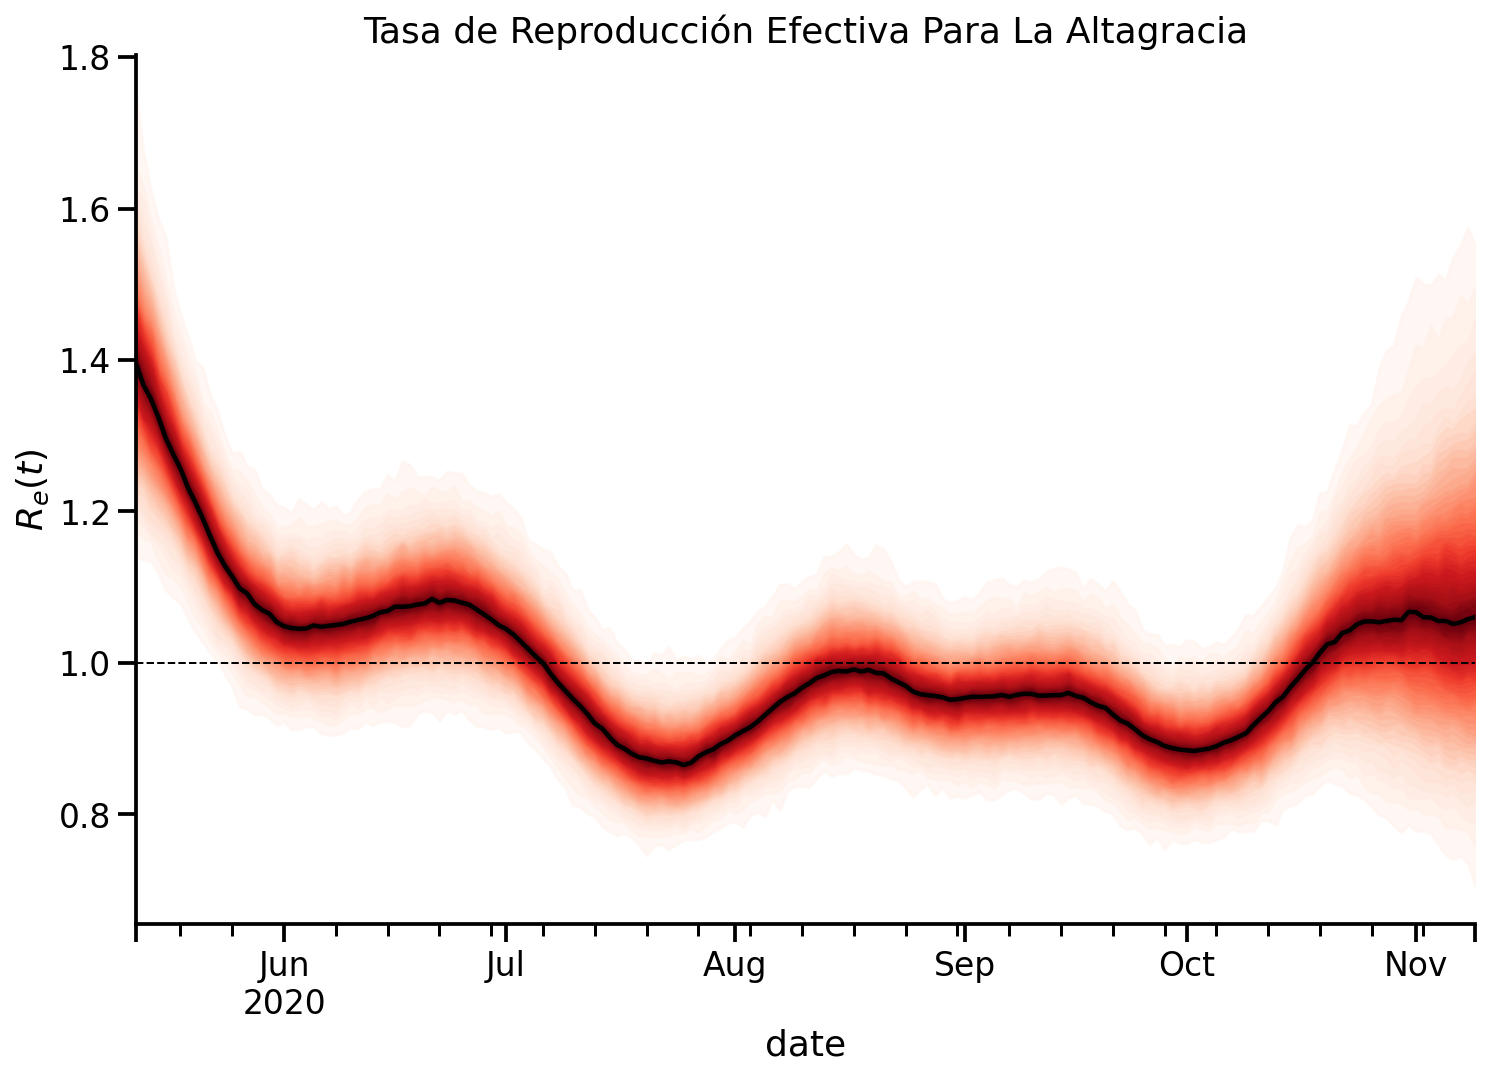 Tasa de Reproducción Efectiva Para La Altagracia
1.8
1.6
1.4
1.2
1.0
0.8
Rₑ(t)
Jun Jul Aug Sep Oct Nov
2020
date